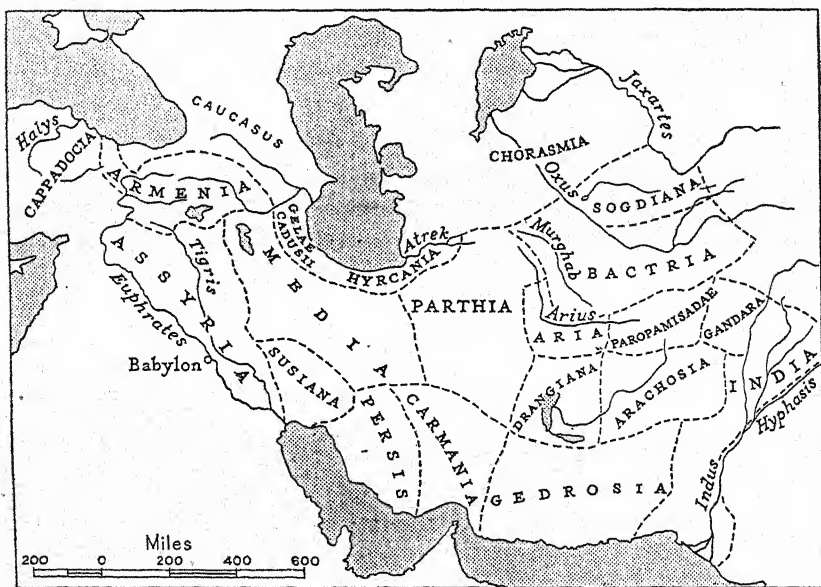 CAUCASUS
Halys
CAPPADOCIA
ARMENIA
GELAE
CADUSII
CHORASMIA
Jaxartes
Oxus
SOGDIANA
Atrek
HYRCANIA
Murghab
BACTRIA
ASSYRIA
Tigris
Euphrates
Babylon
MEDIA
PARTHIA
Arius
ARIA
PAROPAMISADAE
GANDARA
SUSIANA
PERSIS
CARMANIA
DRANGIANA
ARACHOSIA
INDIA
Hyphasis
GEDROSIA
Indus
Miles
200 0 200 400 600